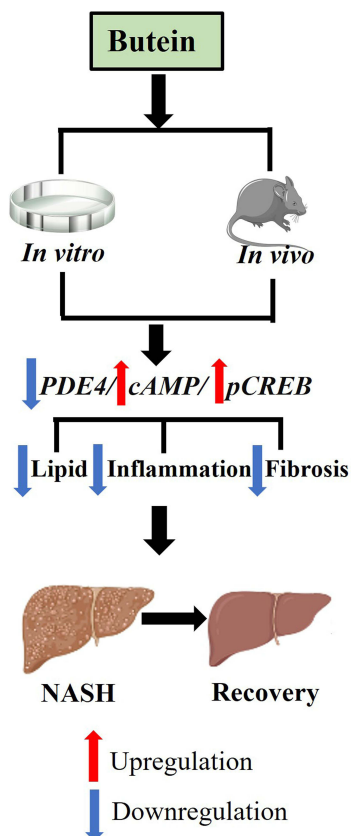 Butein
In vitro
In vivo
PDE4/ cAMP/ pCREB
Lipid Inflammation Fibrosis
NASH
Recovery
Upregulation
Downregulation